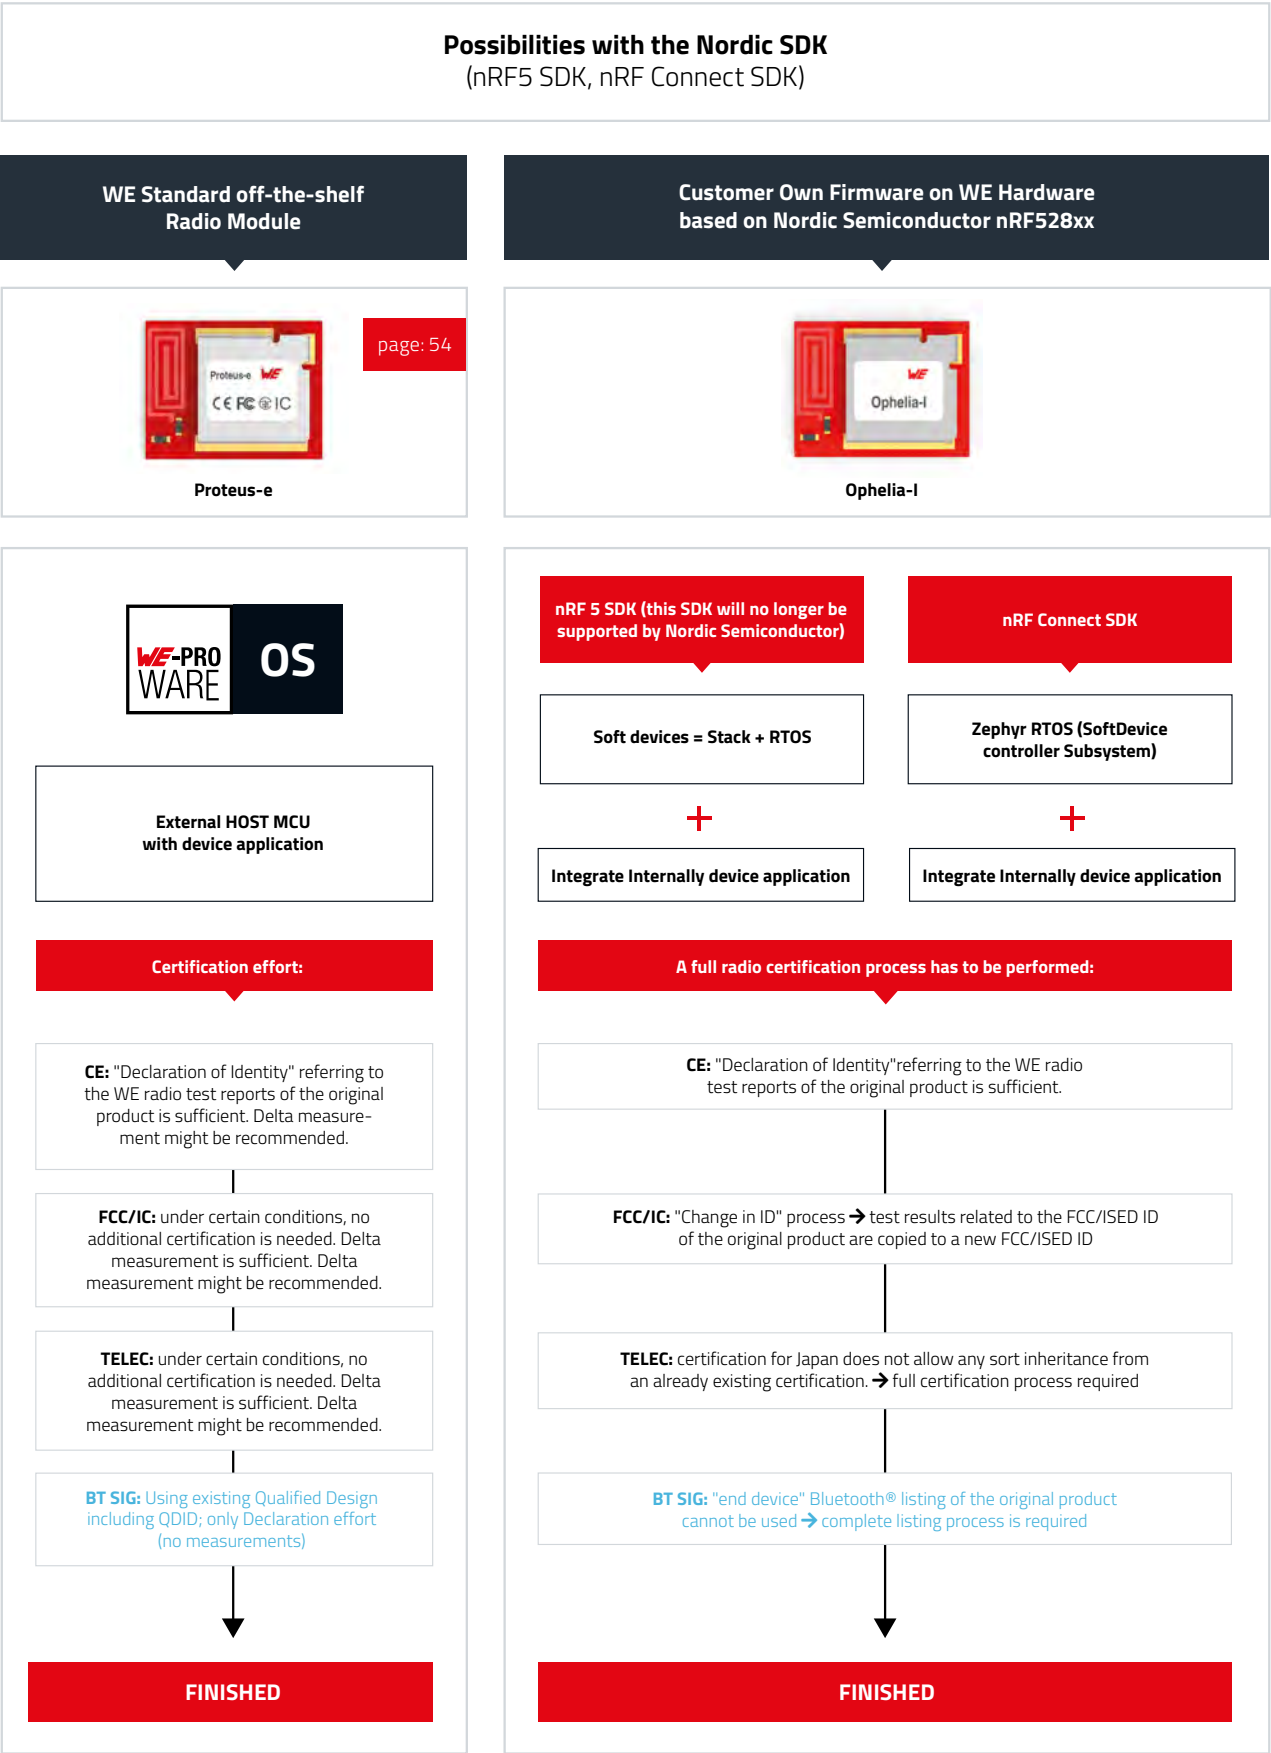 Possibilities with the Nordic SDK
(nRF5 SDK, nRF Connect SDK)
WE Standard off-the-shelf
Radio Module
page: 54
Proteus-e WE
CE FC IC
Proteus-e
WE-PRO
WARE
OS
External HOST MCU
with device application
Certification effort:
CE: "Declaration of Identity" referring to
the WE radio test reports of the original
product is sufficient. Delta measure-
ment might be recommended.
FCC/IC: under certain conditions, no
additional certification is needed. Delta
measurement is sufficient. Delta
measurement might be recommended.
TELEC: under certain conditions, no
additional certification is needed. Delta
measurement is sufficient. Delta
measurement might be recommended.
BT SIG: Using existing Qualified Design
including QDID; only Declaration effort
(no measurements)
FINISHED
Customer Own Firmware on WE Hardware
based on Nordic Semiconductor nRF528xx
WE
Ophelia-I
Ophelia-I
nRF 5 SDK (this SDK will no longer be
supported by Nordic Semiconductor)
Soft devices = Stack + RTOS
+
Integrate Internally device application
nRF Connect SDK
Zephyr RTOS (SoftDevice
controller Subsystem)
+
Integrate Internally device application
A full radio certification process has to be performed:
CE: "Declaration of Identity"referring to the WE radio
test reports of the original product is sufficient.
FCC/IC: "Change in ID" process → test results related to the FCC/ISED ID
of the original product are copied to a new FCC/ISED ID
TELEC: certification for Japan does not allow any sort inheritance from
an already existing certification. → full certification process required
BT SIG: "end device" Bluetooth® listing of the original product
cannot be used → complete listing process is required
FINISHED